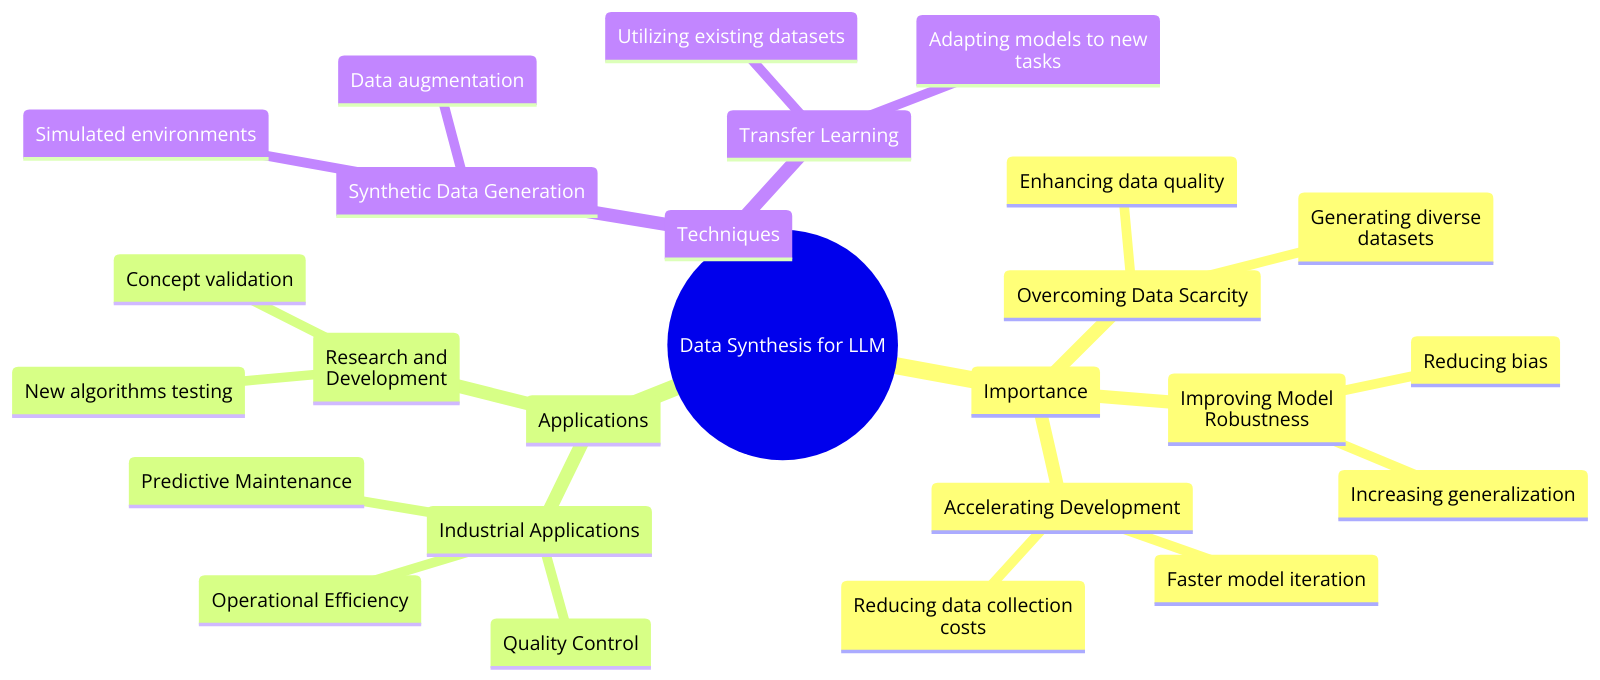 Utilizing existing datasets
Adapting models to new
tasks
Data augmentation
Simulated environments
Transfer Learning
Synthetic Data Generation
Techniques
Enhancing data quality
Generating diverse
datasets
Overcoming Data Scarcity
Concept validation
Research and
Development
New algorithms testing
Applications
Data Synthesis for LLM
Importance
Reducing bias
Improving Model
Robustness
Increasing generalization
Predictive Maintenance
Industrial Applications
Operational Efficiency
Quality Control
Accelerating Development
Faster model iteration
Reducing data collection
costs